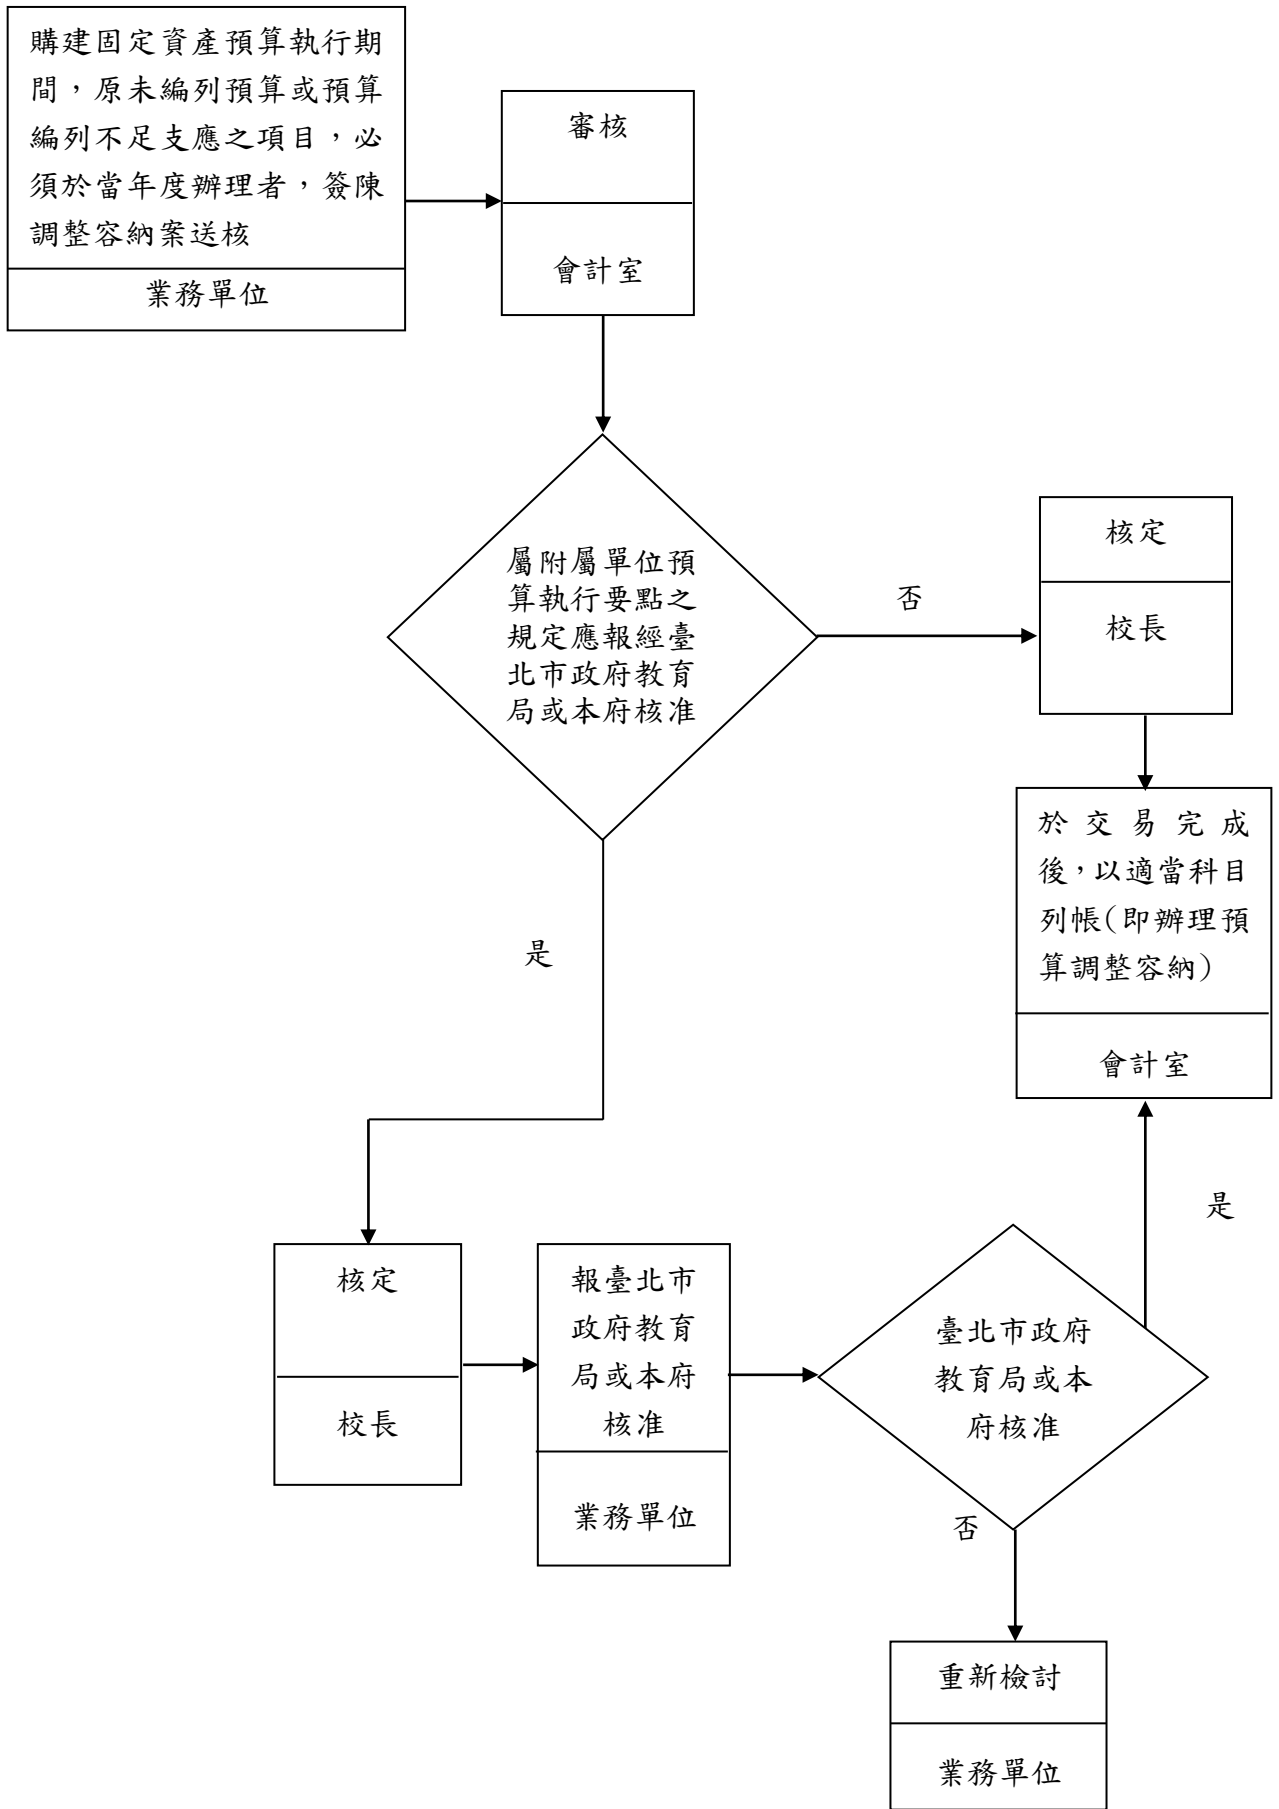 購建固定資產預算執行期
間，原未編列預算或預算
編列不足支應之項目，必
須於當年度辦理者，簽陳
調整容納案送核
業務單位
審核
會計室
屬附屬單位預
算執行要點之
規定應報經臺
北市政府教育
局或本府核准
否
核定
校長
於交易完成
後，以適當科目
列帳(即辦理預
算調整容納)
會計室
是
是
核定
校長
報臺北市
政府教育
局或本府
核准
業務單位
臺北市政府
教育局或本
府核准
否
重新檢討
業務單位